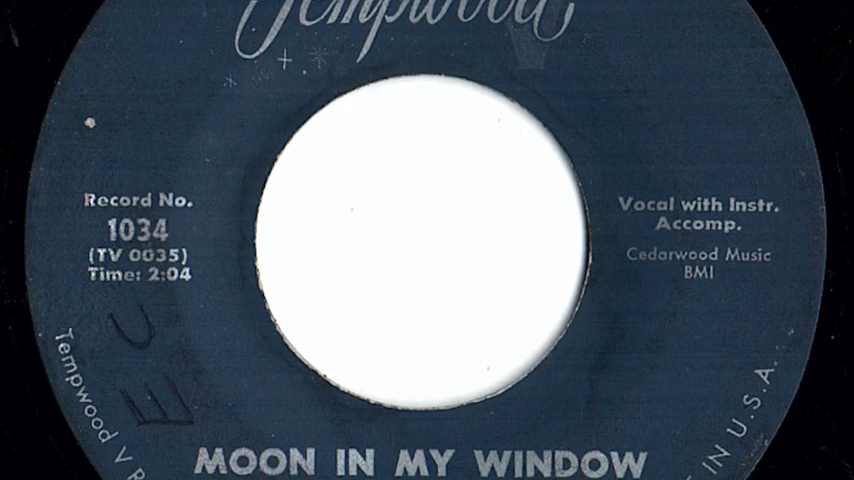 Tempwood
V
Record No.
1034
(TV 0035)
Time: 2:04
Vocal with Instr.
Accomp.
Cedarwood Music
BMI
MOON IN MY WINDOW
Tempwood V R
IN U.S.A.